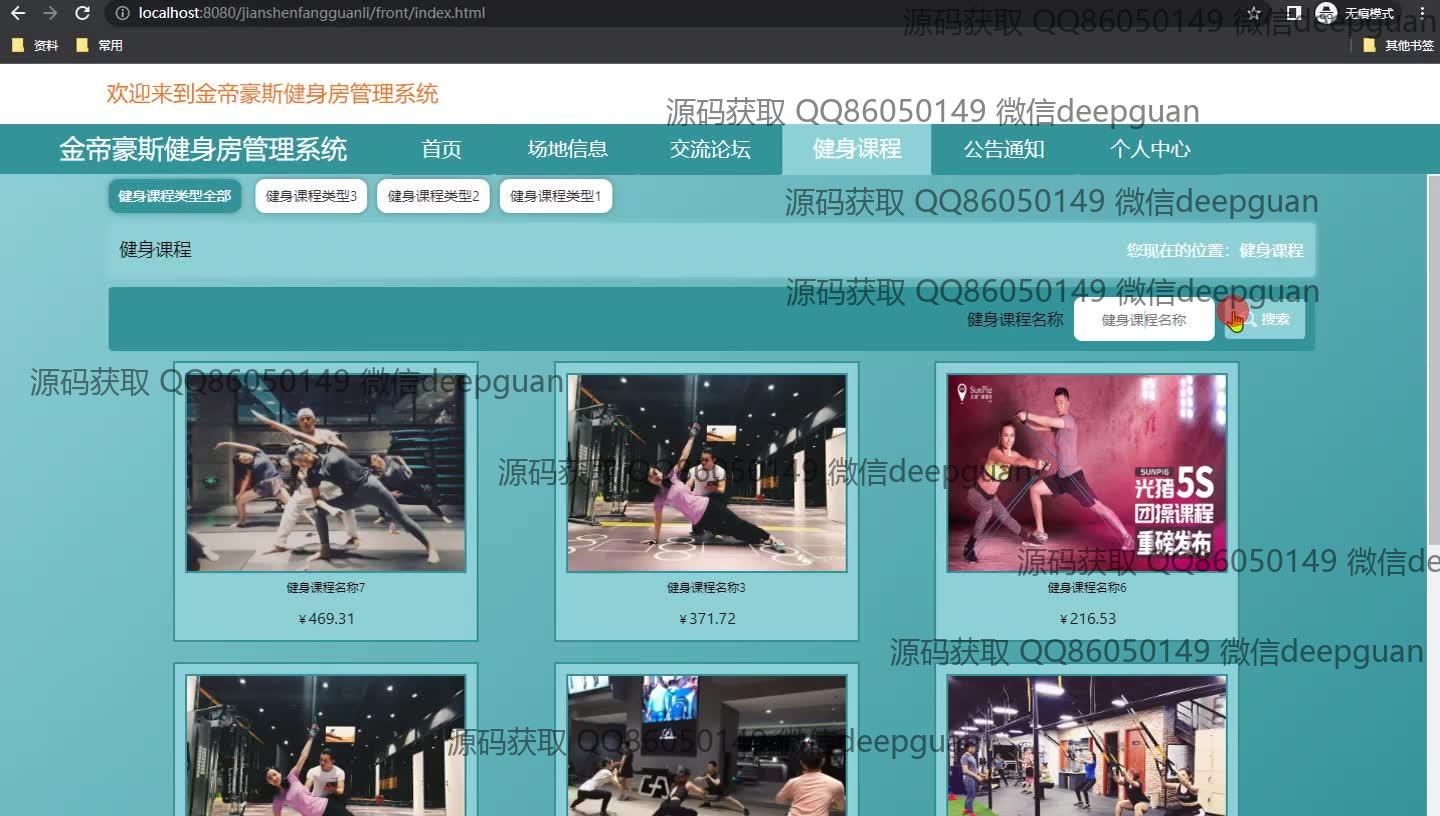 localhost:8080/jianshenfangguanli/front/index.html
无痕模式
资料
常用
其他书签
欢迎来到金帝豪斯健身房管理系统
金帝豪斯健身房管理系统
首页
场地信息
交流论坛
健身课程
公告通知
个人中心
健身课程类型全部
健身课程类型3
健身课程类型2
健身课程类型1
健身课程
您现在的位置：健身课程
健身课程名称
健身课程名称
搜索
SunPig
SUNPIG
光猪5S
团操课程
重磅发布
健身课程名称7
健身课程名称3
健身课程名称6
￥469.31
￥371.72
￥216.53
源码获取 QQ86050149 微信deepguan
源码获取 QQ86050149 微信deepguan
源码获取 QQ86050149 微信deepguan
源码获取 QQ86050149 微信deepguan
源码获取 QQ86050149 微信deepguan
源码获取 QQ86050149 微信deepguan
源码获取 QQ86050149 微信de
源码获取 QQ86050149 微信deepguan
源码获取 QQ86050149 微信deepguan